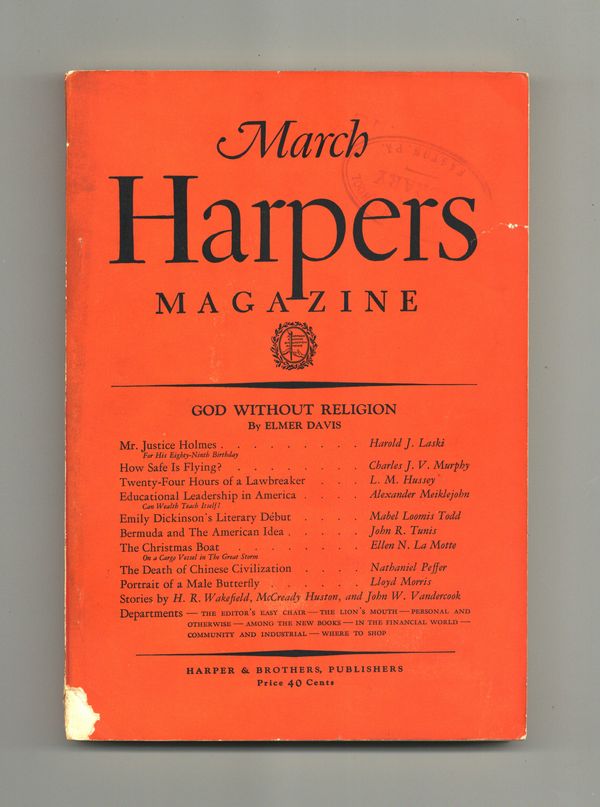 March
Harpers
MAGAZINE
GOD WITHOUT RELIGION
By ELMER DAVIS
Mr. Justice Holmes . . . . . . . . . Harold J. Laski
For His Eighty-Ninth Birthday
How Safe Is Flying? . . . . . . . . Charles J. V. Murphy
Twenty-Four Hours of a Lawbreaker . . . . L. M. Hussey
Educational Leadership in America . . . . Alexander Meiklejohn
Can Wealth Teach Itself?
Emily Dickinson's Literary Début . . . . Mabel Loomis Todd
Bermuda and The American Idea . . . . . John R. Tunis
The Christmas Boat . . . . . . . . Ellen N. La Motte
On a Cargo Vessel in The Great Storm
The Death of Chinese Civilization . . . . Nathaniel Peffer
Portrait of a Male Butterfly . . . . . Lloyd Morris
Stories by H. R. Wakefield, McCready Huston, and John W. Vandercook
Departments — THE EDITOR'S EASY CHAIR — THE LION'S MOUTH — PERSONAL AND
OTHERWISE — AMONG THE NEW BOOKS — IN THE FINANCIAL WORLD —
COMMUNITY AND INDUSTRIAL — WHERE TO SHOP
HARPER & BROTHERS, PUBLISHERS
Price 40 Cents